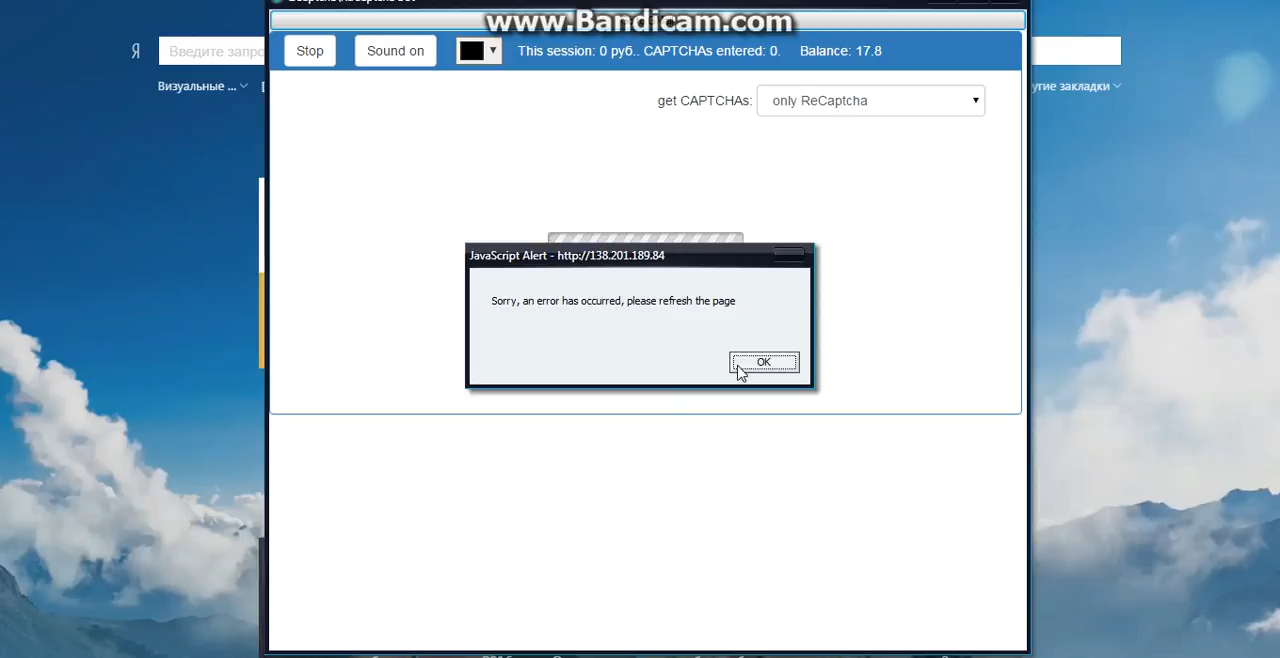 www.Bandicam.com
Я
Введите запро
Stop
Sound on
This session: 0 руб.. CAPTCHAs entered: 0.
Balance: 17.8
Визуальные ...
ругие закладки
get CAPTCHAs:
only ReCaptcha
JavaScript Alert - http://138.201.189.84
Sorry, an error has occurred, please refresh the page
OK